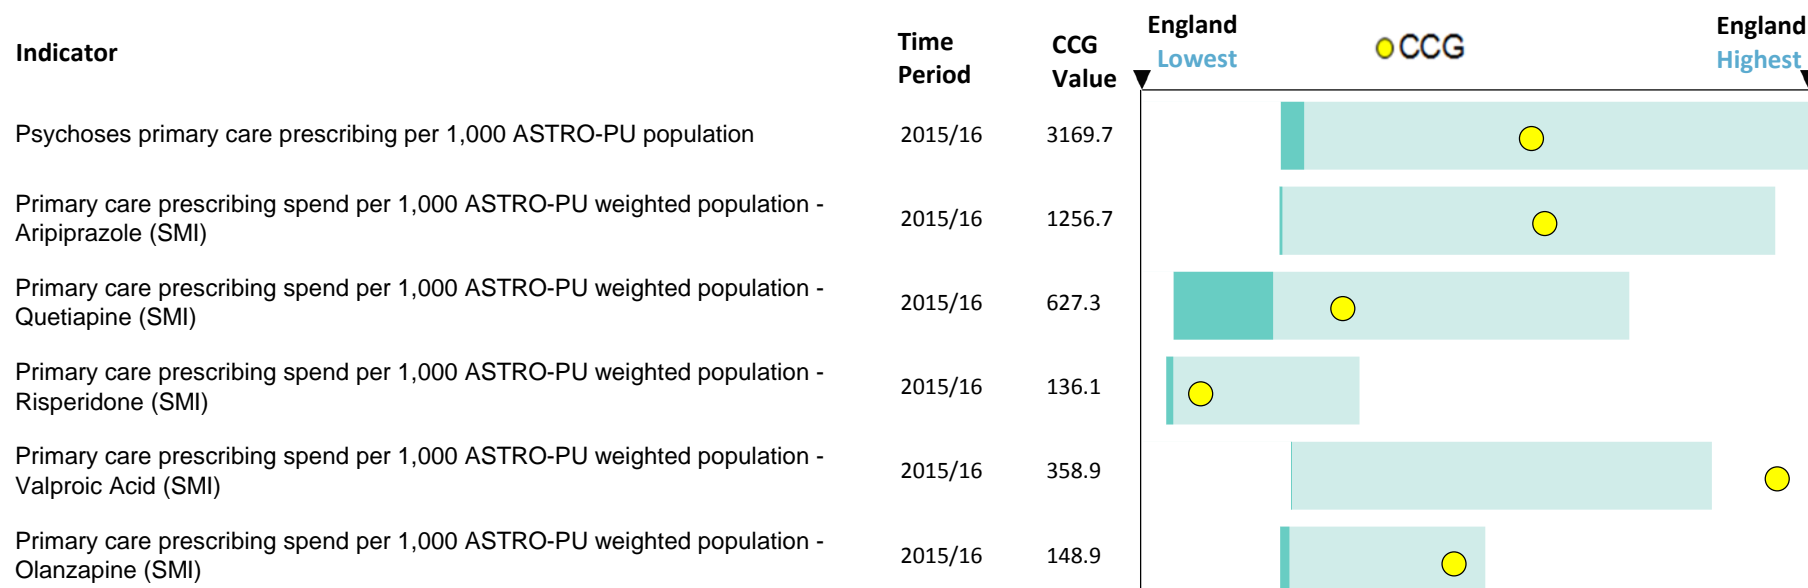 Indicator
Time
Period
CCG
Value
England
Lowest
CCG
England
Highest
Psychoses primary care prescribing per 1,000 ASTRO-PU population 2015/16 3169.7
Primary care prescribing spend per 1,000 ASTRO-PU weighted population -
Aripiprazole (SMI) 2015/16 1256.7
Primary care prescribing spend per 1,000 ASTRO-PU weighted population -
Quetiapine (SMI) 2015/16 627.3
Primary care prescribing spend per 1,000 ASTRO-PU weighted population -
Risperidone (SMI) 2015/16 136.1
Primary care prescribing spend per 1,000 ASTRO-PU weighted population -
Valproic Acid (SMI) 2015/16 358.9
Primary care prescribing spend per 1,000 ASTRO-PU weighted population -
Olanzapine (SMI) 2015/16 148.9